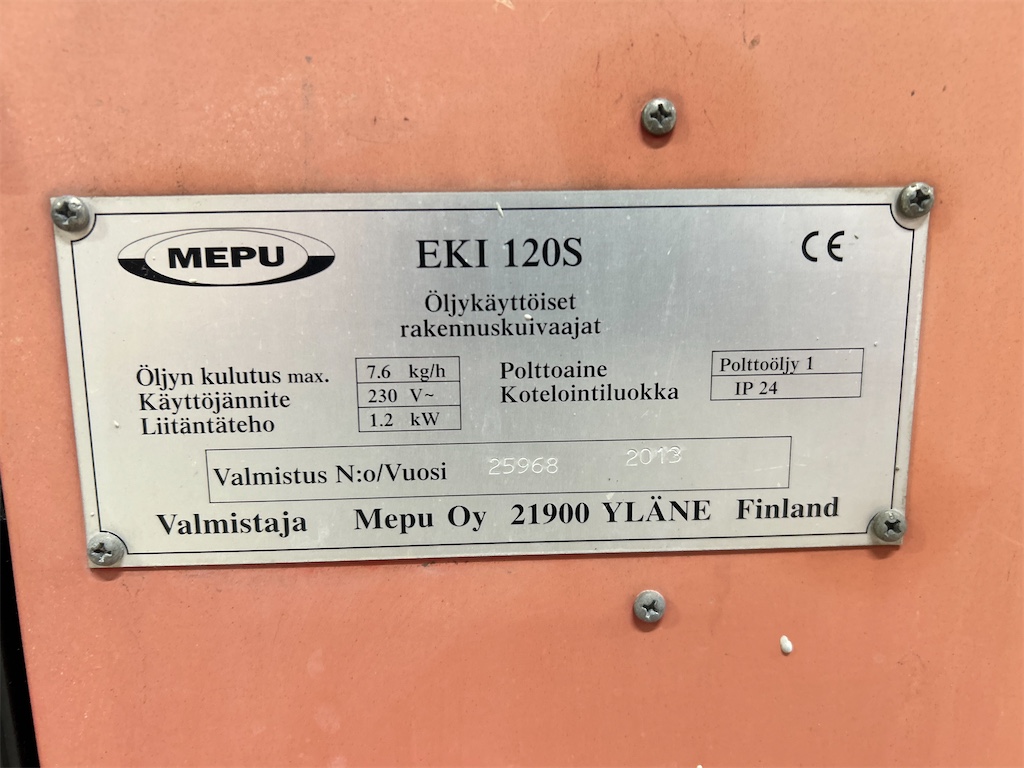 MEPU
EKI 120S
CE
Öljykäyttöiset
rakennuskuivaajat
Öljyn kulutus max. 7.6 kg/h
Käyttöjännite 230 V~
Liitäntäteho 1.2 kW
Polttoaine Polttoöljy 1
Kotelointiluokka IP 24
Valmistus N:o/Vuosi 25968 2013
Valmistaja Mepu Oy 21900 YLÄNE Finland